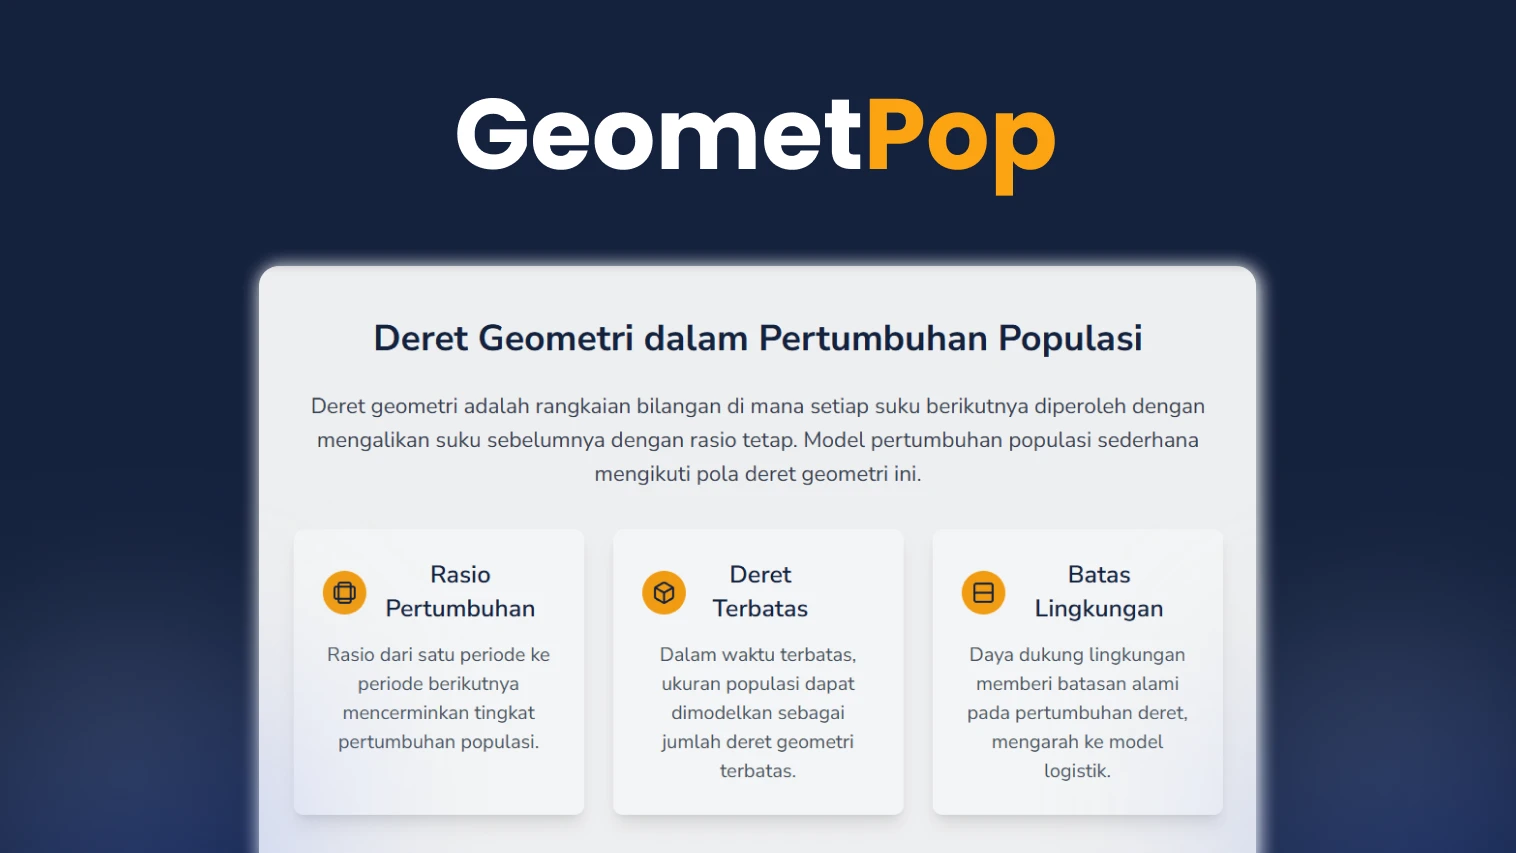 GeometPop
Deret Geometri dalam Pertumbuhan Populasi
Deret geometri adalah rangkaian bilangan di mana setiap suku berikutnya diperoleh dengan
mengalikan suku sebelumnya dengan rasio tetap. Model pertumbuhan populasi sederhana
mengikuti pola deret geometri ini.
Rasio
Pertumbuhan
Rasio dari satu periode ke
periode berikutnya
mencerminkan tingkat
pertumbuhan populasi.
Deret
Terbatas
Dalam waktu terbatas,
ukuran populasi dapat
dimodelkan sebagai
jumlah deret geometri
terbatas.
Batas
Lingkungan
Daya dukung lingkungan
memberi batasan alami
pada pertumbuhan deret,
mengarah ke model
logistik.